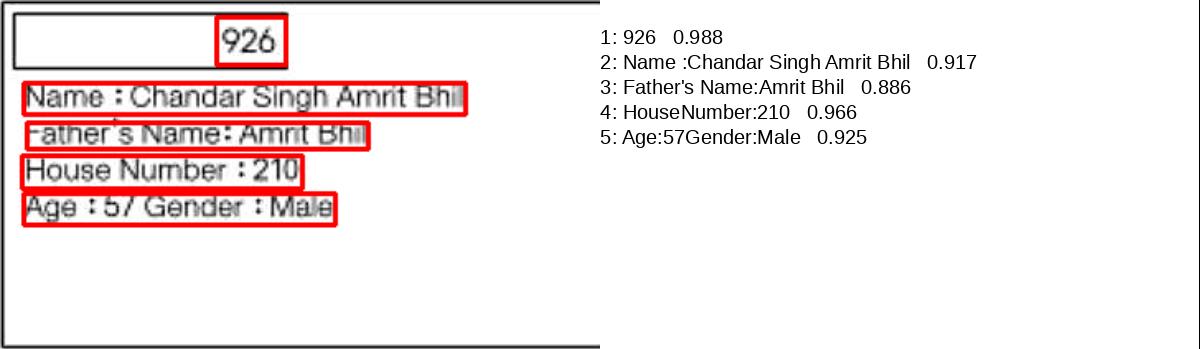 926
Name : Chandar Singh Amrit Bhil
Father's Name: Amrit Bhil
House Number : 210
Age : 57 Gender : Male
1: 926 0.988
2: Name :Chandar Singh Amrit Bhil 0.917
3: Father's Name:Amrit Bhil 0.886
4: HouseNumber:210 0.966
5: Age:57Gender:Male 0.925